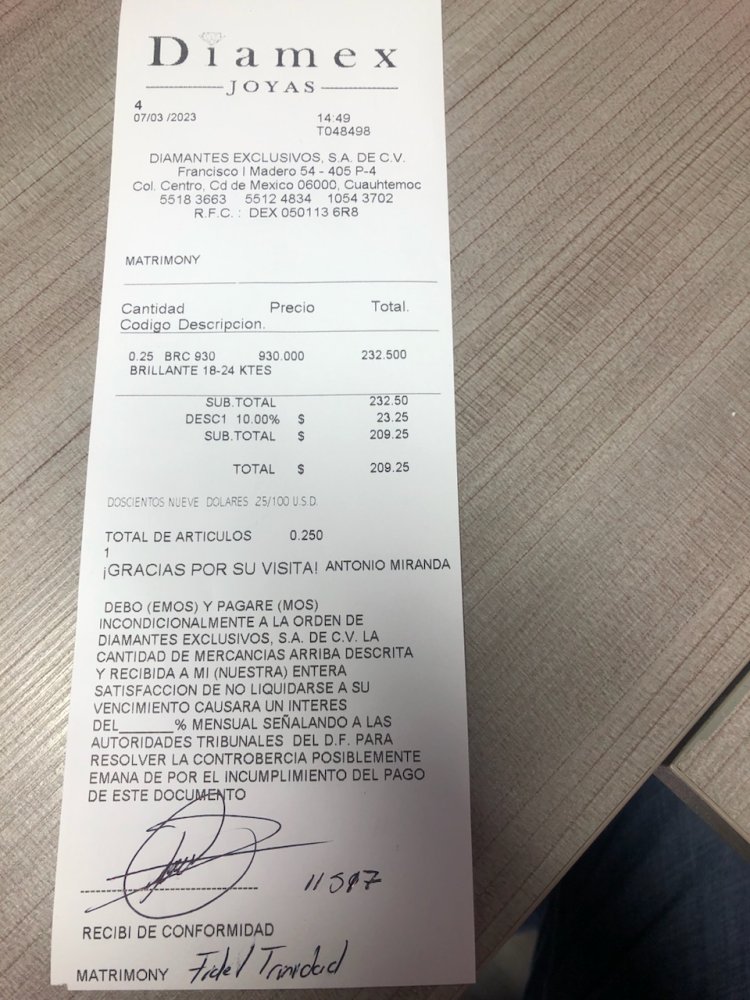 Diamex
JOYAS
4
07/03 /2023 14:49
T048498
DIAMANTES EXCLUSIVOS, S.A. DE C.V.
Francisco I Madero 54 - 405 P-4
Col. Centro, Cd de Mexico 06000, Cuauhtemoc
5518 3663 5512 4834 1054 3702
R.F.C. : DEX 050113 6R8
MATRIMONY
Cantidad Precio Total.
Codigo Descripcion.
0.25 BRC 930 930.000 232.500
BRILLANTE 18-24 KTES
SUB.TOTAL 232.50
DESC1 10.00% $ 23.25
SUB.TOTAL $ 209.25
TOTAL $ 209.25
DOSCIENTOS NUEVE DOLARES 25/100 U.S.D.
TOTAL DE ARTICULOS 0.250
1
¡GRACIAS POR SU VISITA! ANTONIO MIRANDA
DEBO (EMOS) Y PAGARE (MOS)
INCONDICIONALMENTE A LA ORDEN DE
DIAMANTES EXCLUSIVOS, S.A. DE C.V. LA
CANTIDAD DE MERCANCIAS ARRIBA DESCRITA
Y RECIBIDA A MI (NUESTRA) ENTERA
SATISFACCION DE NO LIQUIDARSE A SU
VENCIMIENTO CAUSARA UN INTERES
DEL______% MENSUAL SEÑALANDO A LAS
AUTORIDADES TRIBUNALES DEL D.F. PARA
RESOLVER LA CONTROBERCIA POSIBLEMENTE
EMANA DE POR EL INCUMPLIMIENTO DEL PAGO
DE ESTE DOCUMENTO
RECIBI DE CONFORMIDAD
MATRIMONY Fidel Trinidad